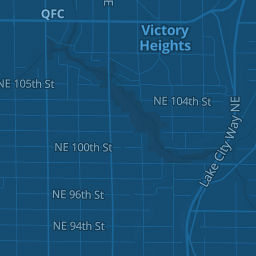 QFC
E
Victory
Heights
NE 105th St
NE 104th St
Lake City Way NE
NE 100th St
NE 96th St
NE 94th St